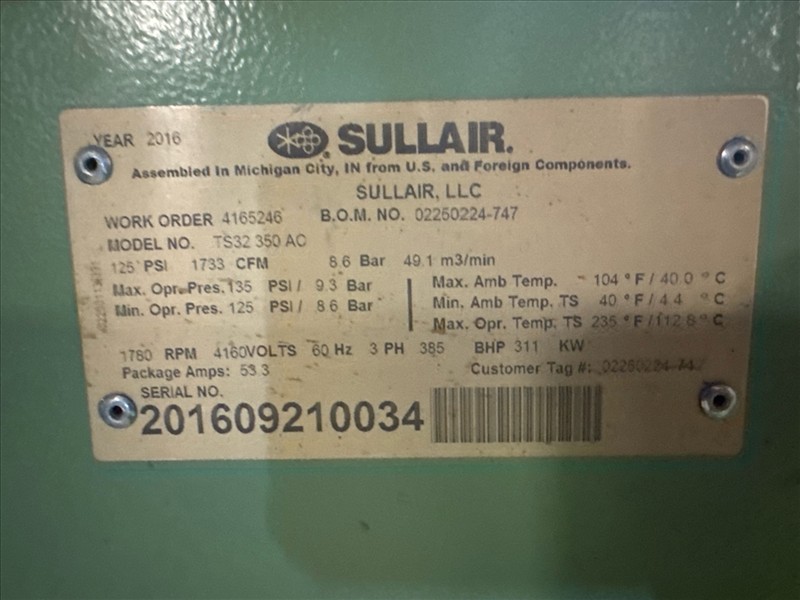 YEAR 2016
SULLAIR.
Assembled In Michigan City, IN from U.S. and Foreign Components.
SULLAIR, LLC
WORK ORDER 4165246 B.O.M. NO. 02250224-747
MODEL NO. TS32 350 AC
125 PSI 1733 CFM 8.6 Bar 49.1 m3/min
Max. Opr. Pres. 135 PSI / 9.3 Bar
Min. Opr. Pres. 125 PSI / 8.6 Bar
Max. Amb Temp. 104 °F / 40.0 °C
Min. Amb Temp. TS 40 °F / 4.4 °C
Max. Opr. Temp. TS 235 °F / 112.8 °C
1780 RPM 4160VOLTS 60 Hz 3 PH 385 BHP 311 KW
Package Amps: 53.3
Customer Tag #: 02250224-747
SERIAL NO.
201609210034